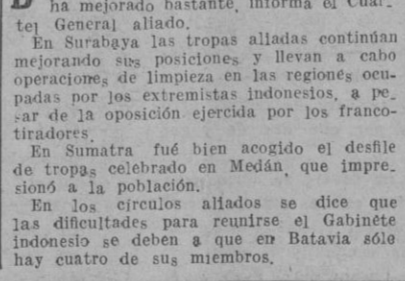 ha mejorado bastante, informa el Cuar-
tel General aliado.
En Surabaya las tropas aliadas continúan
mejorando sus posiciones y llevan a cabo
operaciones de limpieza en las regiones ocu-
padas por los extremistas indonesios, a pe-
sar de la oposición ejercida por los franco-
tiradores.
En Sumatra fué bien acogido el desfile
de tropas celebrado en Medán, que impre-
sionó a la población.
En los círculos aliados se dice que
las dificultades para reunirse el Gabinete
indonesio se deben a que en Batavia sólo
hay cuatro de sus miembros.